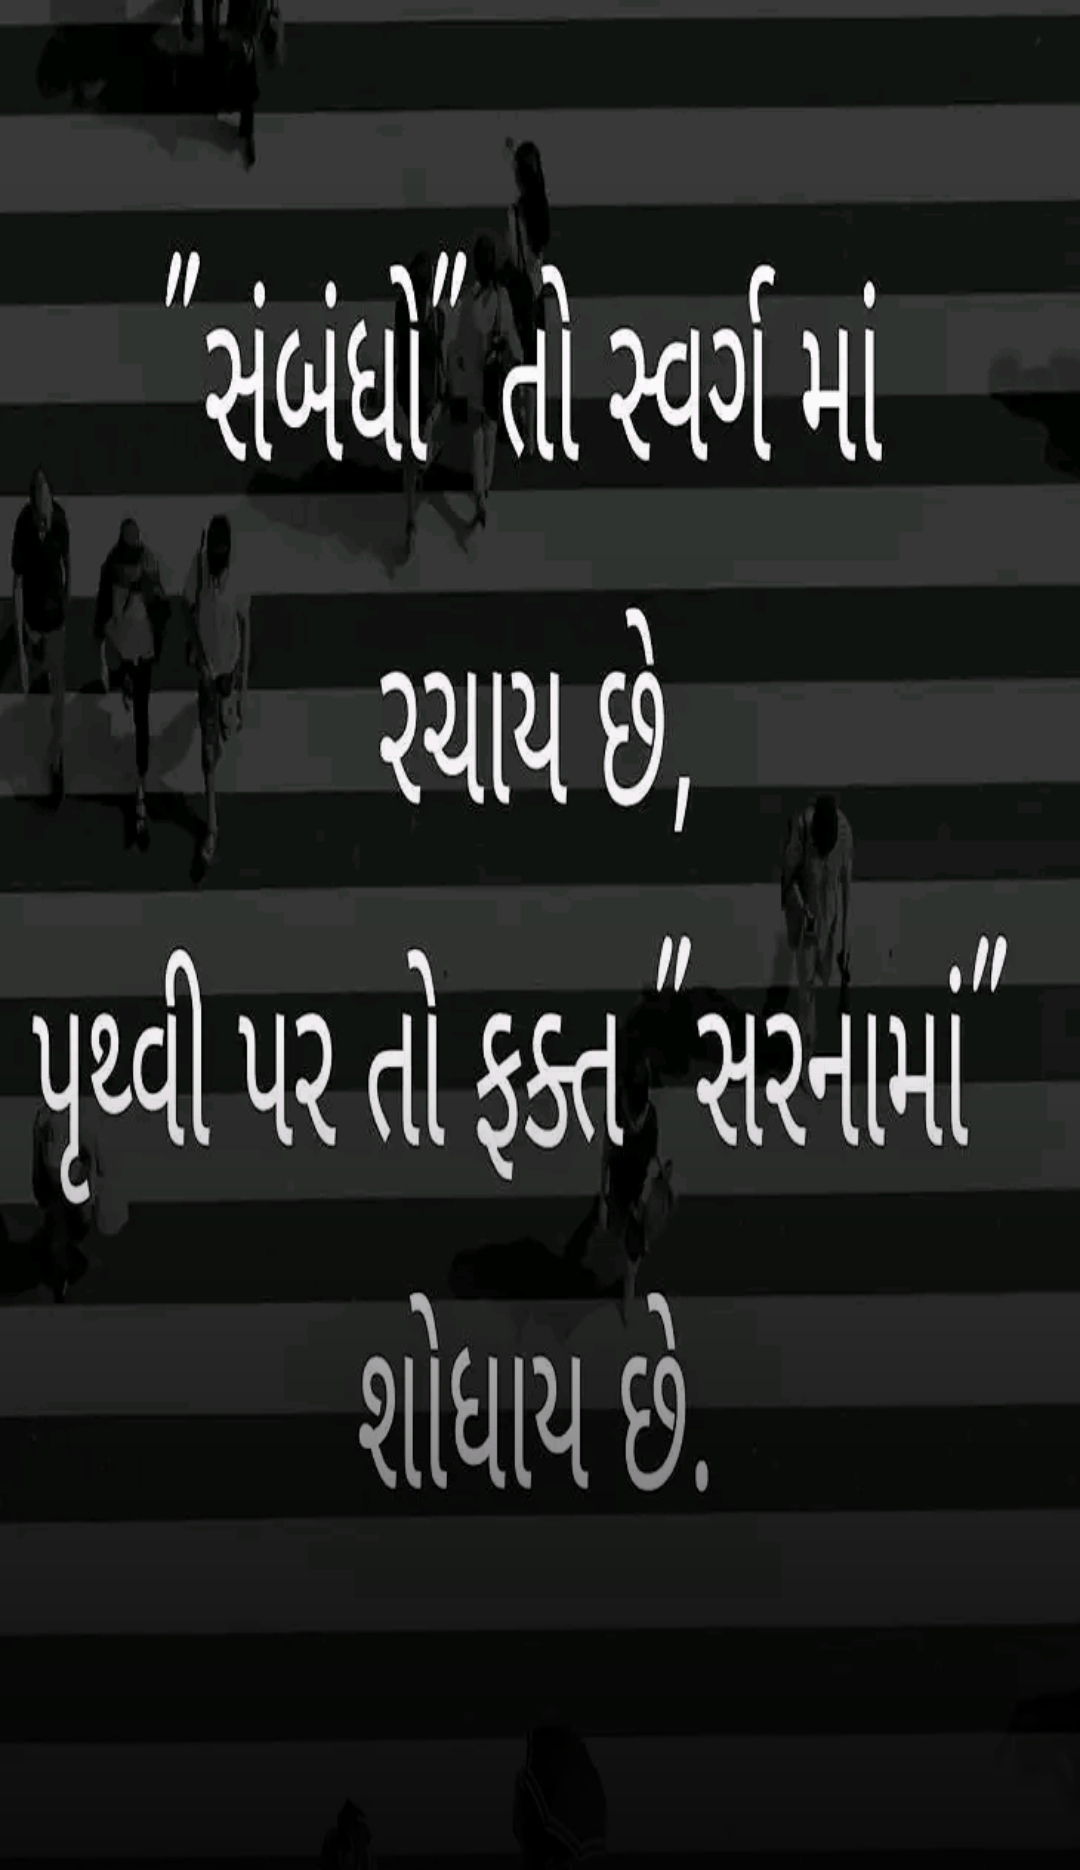 "સંબંધો" તો સ્વર્ગ માં
રચાય છે,
પૃથ્વી પર તો ફક્ત "સરનામાં"
શોધાય છે.